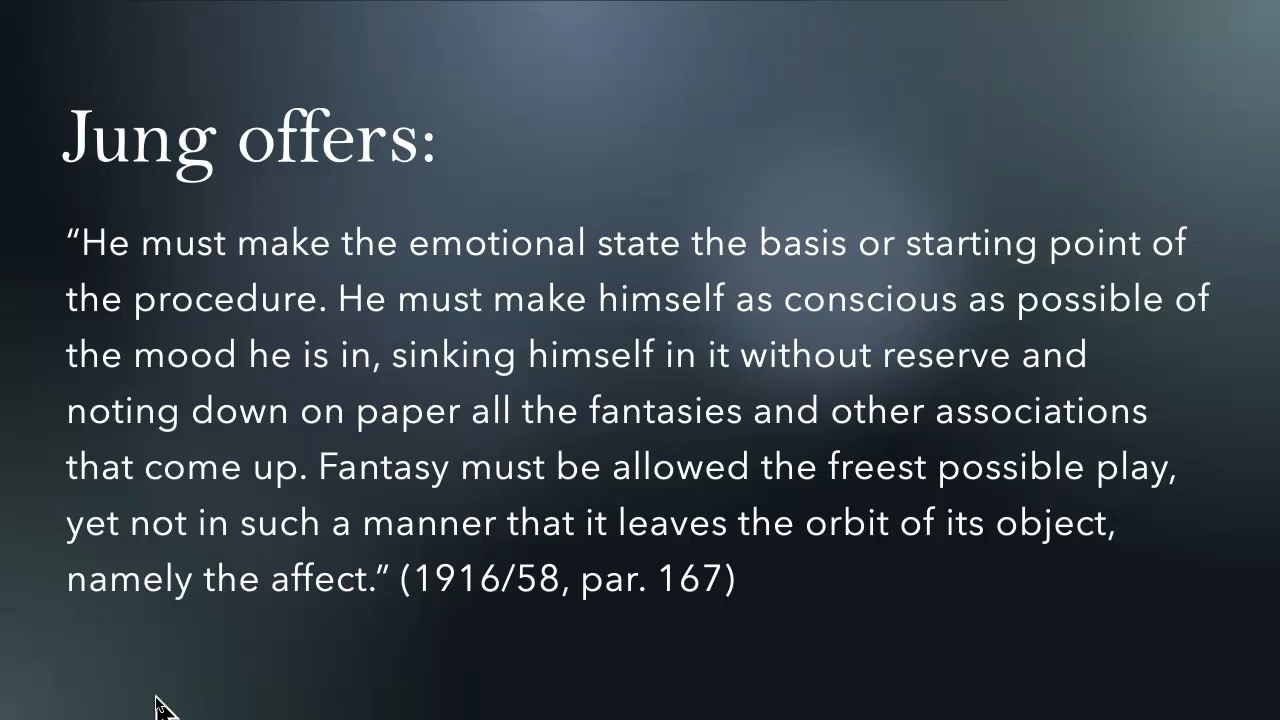 Jung offers:
“He must make the emotional state the basis or starting point of
the procedure. He must make himself as conscious as possible of
the mood he is in, sinking himself in it without reserve and
noting down on paper all the fantasies and other associations
that come up. Fantasy must be allowed the freest possible play,
yet not in such a manner that it leaves the orbit of its object,
namely the affect.” (1916/58, par. 167)